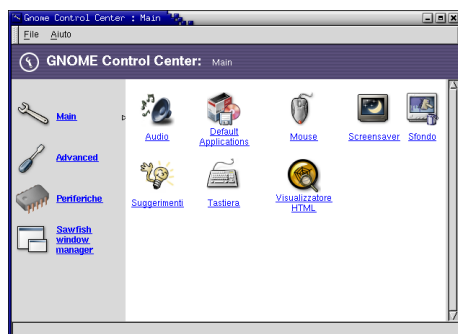 Gnome Control Center : Main
File Aiuto
GNOME Control Center: Main
Main
Advanced
Periferiche
Sawfish
window
manager
Audio
Default
Applications
Mouse
Screensaver
Sfondo
Suggerimenti
Tastiera
Visualizzatore
HTML